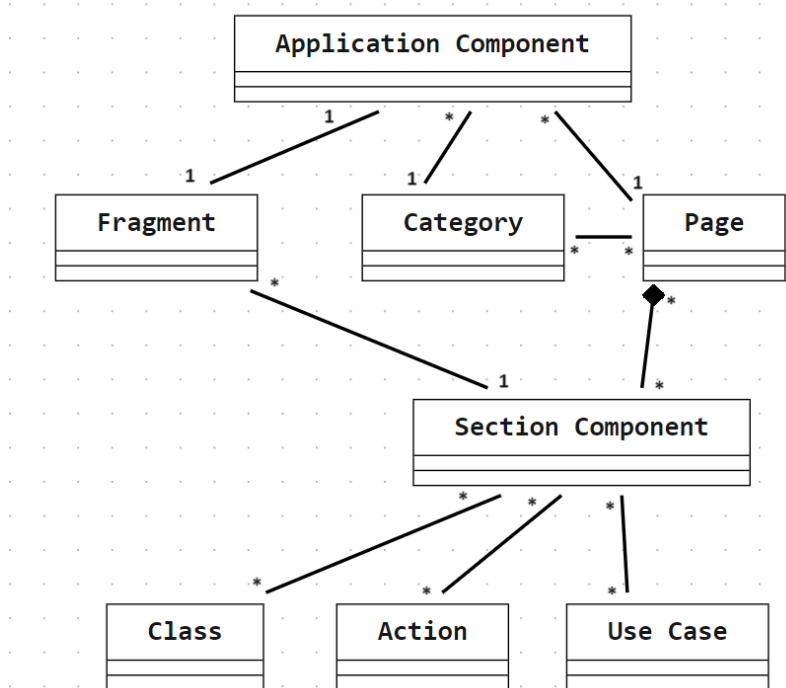 Application Component
1 * *
1 1 1
Fragment Category Page
* *
* *
1 *
Section Component
* * *
* * *
Class Action Use Case